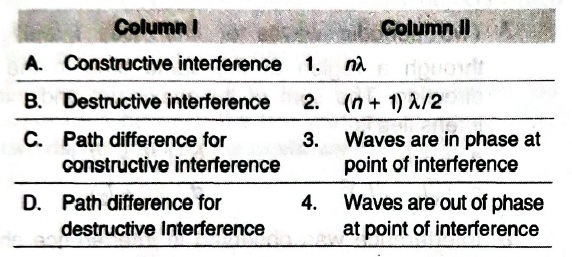 Column I Column II
A. Constructive interference 1. nλ
B. Destructive interference 2. (n + 1) λ/2
C. Path difference for 3. Waves are in phase at
constructive interference point of interference
D. Path difference for 4. Waves are out of phase
destructive Interference at point of interference